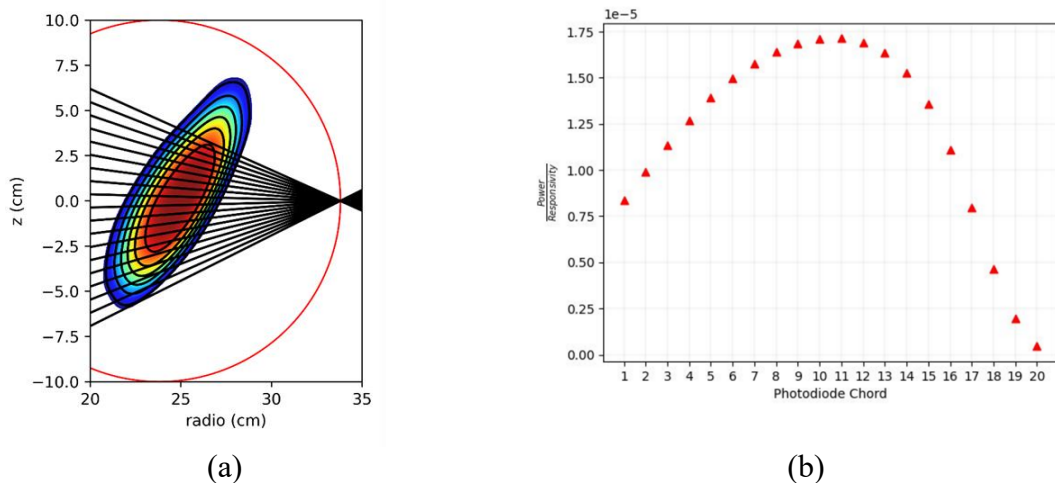 10.0
7.5
5.0
2.5
0.0
−2.5
−5.0
−7.5
−10.0
z (cm)
20 25 30 35
radio (cm)
(a)
1e−5
1.75
1.50
1.25
1.00
0.75
0.50
0.25
0.00
Power
Responsivity
1 2 3 4 5 6 7 8 9 10 11 12 13 14 15 16 17 18 19 20
Photodiode Chord
(b)